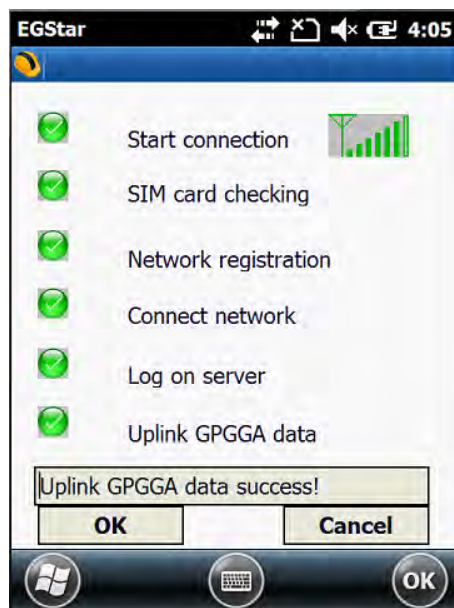 EGStar 4:05
Start connection
SIM card checking
Network registration
Connect network
Log on server
Uplink GPGGA data
Uplink GPGGA data success!
OK Cancel
OK